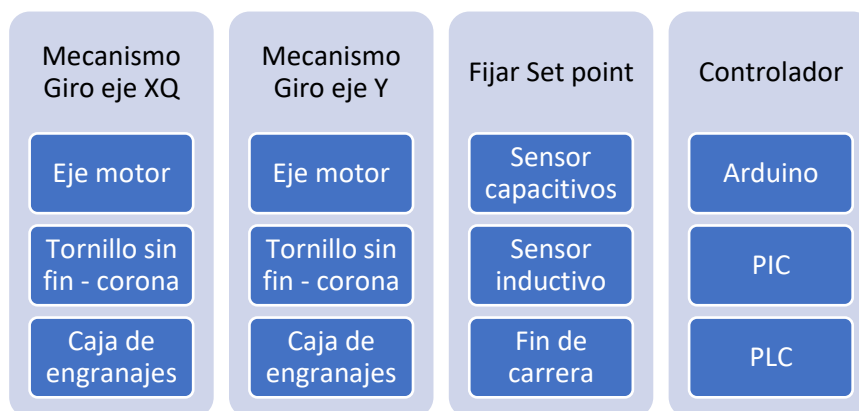 Mecanismo
Giro eje XQ
Eje motor
Tornillo sin
fin - corona
Caja de
engranajes
Mecanismo
Giro eje Y
Eje motor
Tornillo sin
fin - corona
Caja de
engranajes
Fijar Set point
Sensor
capacitivos
Sensor
inductivo
Fin de
carrera
Controlador
Arduino
PIC
PLC